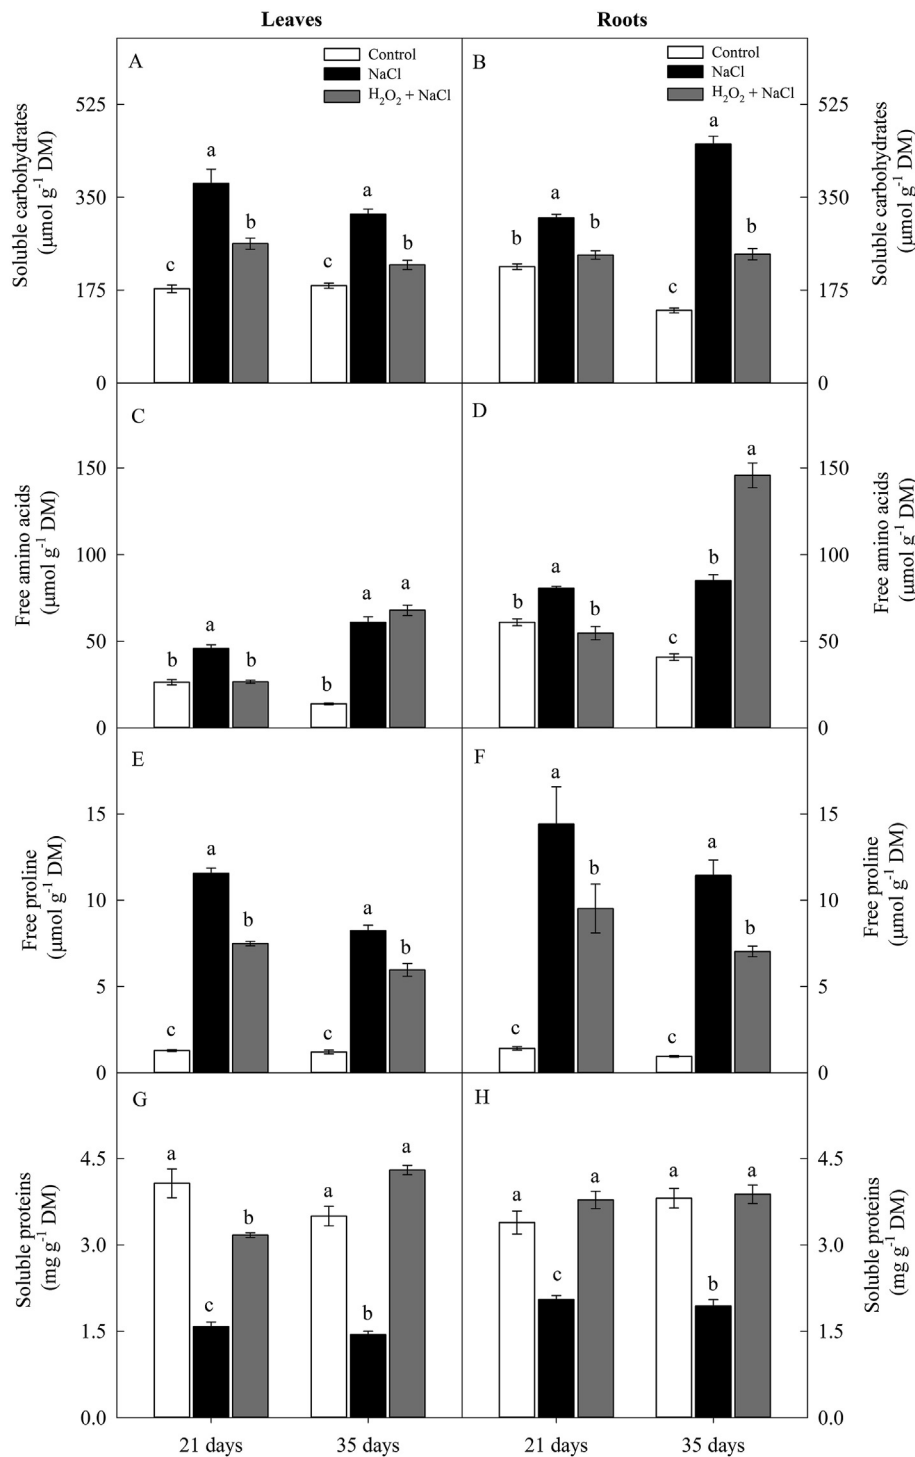 Leaves Roots
A
Control
NaCl
H2O2 + NaCl
B
Control
NaCl
H2O2 + NaCl
Soluble carbohydrates
(µmol g-1 DM)
525
350
175
0
c
a
b
c
a
b
b
a
b
c
a
b
525
350
175
0
Soluble carbohydrates
(µmol g-1 DM)
C
D
Free amino acids
(µmol g-1 DM)
150
100
50
0
b
a
b
b
a
a
b
a
b
c
b
a
150
100
50
0
Free amino acids
(µmol g-1 DM)
E
F
Free proline
(µmol g-1 DM)
15
10
5
0
c
a
b
c
a
b
c
a
b
c
a
b
15
10
5
0
Free proline
(µmol g-1 DM)
G
H
Soluble proteins
(mg g-1 DM)
4.5
3.0
1.5
0.0
a
c
b
a
b
a
a
c
a
a
b
a
4.5
3.0
1.5
0.0
Soluble proteins
(mg g-1 DM)
21 days 35 days 21 days 35 days